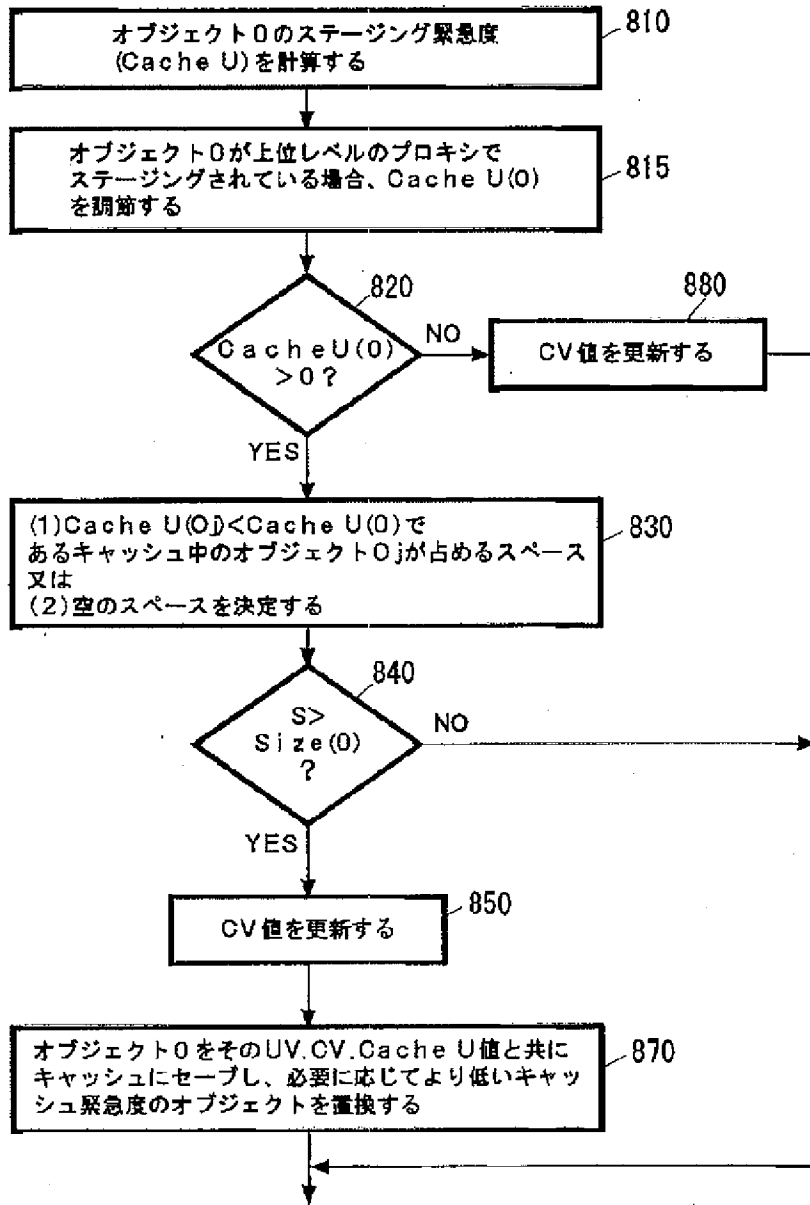 オブジェクトOのステージング緊急度
(Cache U)を計算する
810
オブジェクトOが上位レベルのプロキシで
ステージングされている場合、Cache U(O)
を調節する
815
820
CacheU(O)
>0?
NO
YES
880
CV値を更新する
(1)Cache U(Oj)<Cache U(O)で
あるキャッシュ中のオブジェクトOjが占めるスペース
又は
(2)空のスペースを決定する
830
840
S>
Size(O)
?
NO
YES
850
CV値を更新する
オブジェクトOをそのUV.CV.Cache U値と共に
キャッシュにセーブし、必要に応じてより低いキャッ
シュ緊急度のオブジェクトを置換する
870